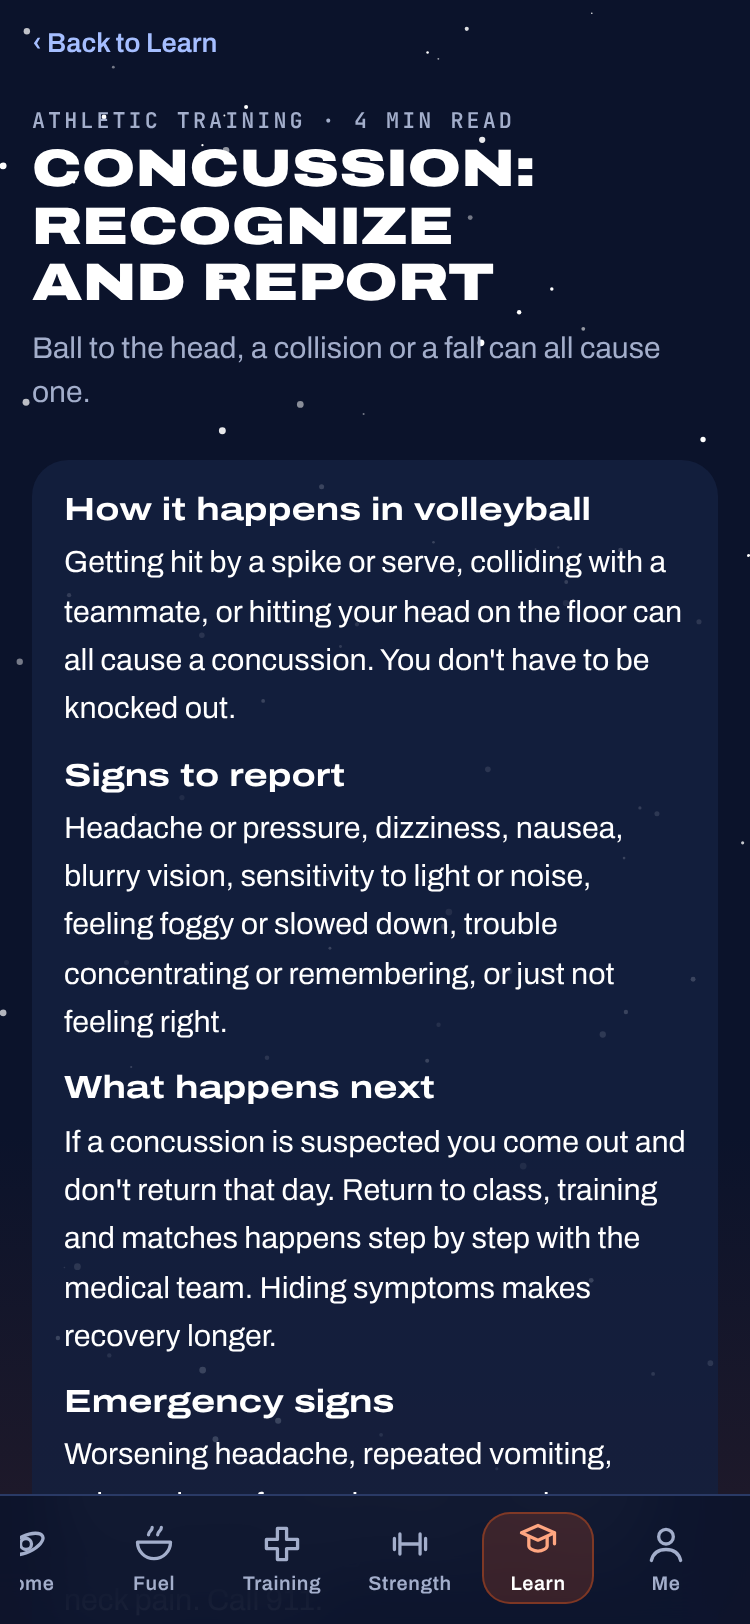 ‹ Back to Learn
ATHLETIC TRAINING · 4 MIN READ
CONCUSSION:
RECOGNIZE
AND REPORT
Ball to the head, a collision or a fall can all cause
one.
How it happens in volleyball
Getting hit by a spike or serve, colliding with a
teammate, or hitting your head on the floor can
all cause a concussion. You don't have to be
knocked out.
Signs to report
Headache or pressure, dizziness, nausea,
blurry vision, sensitivity to light or noise,
feeling foggy or slowed down, trouble
concentrating or remembering, or just not
feeling right.
What happens next
If a concussion is suspected you come out and
don't return that day. Return to class, training
and matches happens step by step with the
medical team. Hiding symptoms makes
recovery longer.
Emergency signs
Worsening headache, repeated vomiting,
neck pain. Call 911.
ome Fuel Training Strength Learn Me